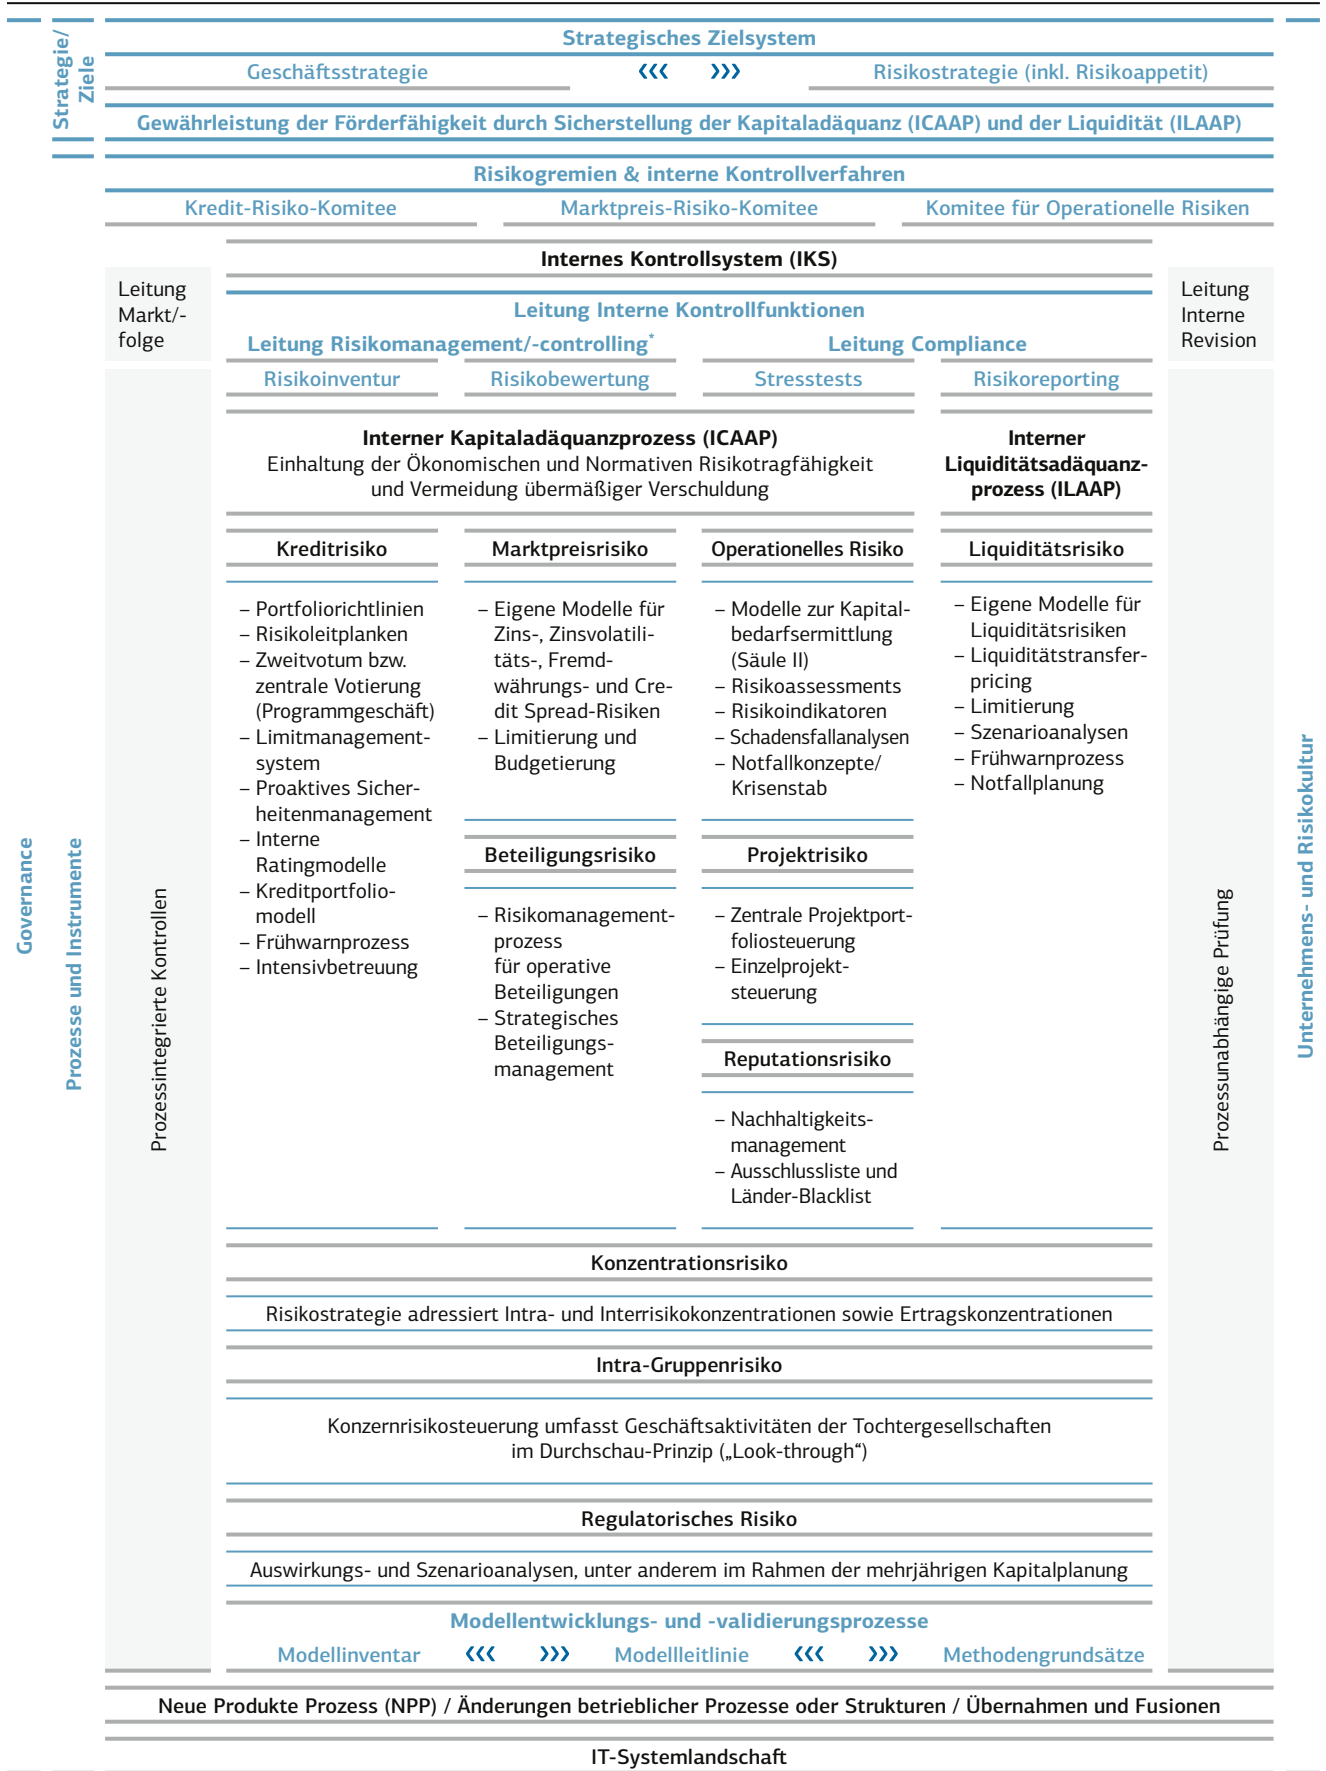 Governance
Strategie/
Ziele
Strategisches Zielsystem
Geschäftsstrategie ‹‹‹ ››› Risikostrategie (inkl. Risikoappetit)
Gewährleistung der Förderfähigkeit durch Sicherstellung der Kapitaladäquanz (ICAAP) und der Liquidität (ILAAP)
Prozesse und Instrumente
Risikogremien & interne Kontrollverfahren
Kredit-Risiko-Komitee Marktpreis-Risiko-Komitee Komitee für Operationelle Risiken
Leitung
Markt/-
folge
Prozessintegrierte Kontrollen
Internes Kontrollsystem (IKS)
Leitung Interne Kontrollfunktionen
Leitung Risikomanagement/-controlling* Leitung Compliance
Risikoinventur Risikobewertung Stresstests Risikoreporting
Interner Kapitaladäquanzprozess (ICAAP)
Einhaltung der Ökonomischen und Normativen Risikotragfähigkeit
und Vermeidung übermäßiger Verschuldung
Interner
Liquiditätsadäquanz-
prozess (ILAAP)
Kreditrisiko
– Portfoliorichtlinien
– Risikoleitplanken
– Zweitvotum bzw.
zentrale Votierung
(Programmgeschäft)
– Limitmanagement-
system
– Proaktives Sicher-
heitenmanagement
– Interne
Ratingmodelle
– Kreditportfolio-
modell
– Frühwarnprozess
– Intensivbetreuung
Marktpreisrisiko
– Eigene Modelle für
Zins-, Zinsvolatili-
täts-, Fremd-
währungs- und Cre-
dit Spread-Risiken
– Limitierung und
Budgetierung
Beteiligungsrisiko
– Risikomanagement-
prozess
für operative
Beteiligungen
– Strategisches
Beteiligungs-
management
Operationelles Risiko
– Modelle zur Kapital-
bedarfsermittlung
(Säule II)
– Risikoassessments
– Risikoindikatoren
– Schadensfallanalysen
– Notfallkonzepte/
Krisenstab
Projektrisiko
– Zentrale Projektport-
foliosteuerung
– Einzelprojekt-
steuerung
Reputationsrisiko
– Nachhaltigkeits-
management
– Ausschlussliste und
Länder-Blacklist
Liquiditätsrisiko
– Eigene Modelle für
Liquiditätsrisiken
– Liquiditätstransfer-
pricing
– Limitierung
– Szenarioanalysen
– Frühwarnprozess
– Notfallplanung
Konzentrationsrisiko
Risikostrategie adressiert Intra- und Interrisikokonzentrationen sowie Ertragskonzentrationen
Intra-Gruppenrisiko
Konzernrisikosteuerung umfasst Geschäftsaktivitäten der Tochtergesellschaften
im Durchschau-Prinzip („Look-through“)
Regulatorisches Risiko
Auswirkungs- und Szenarioanalysen, unter anderem im Rahmen der mehrjährigen Kapitalplanung
Modellentwicklungs- und -validierungsprozesse
Modellinventar ‹‹‹ ››› Modellleitlinie ‹‹‹ ››› Methodengrundsätze
Leitung
Interne
Revision
Prozessunabhängige Prüfung
Neue Produkte Prozess (NPP) / Änderungen betrieblicher Prozesse oder Strukturen / Übernahmen und Fusionen
IT-Systemlandschaft
Unternehmens- und Risikokultur